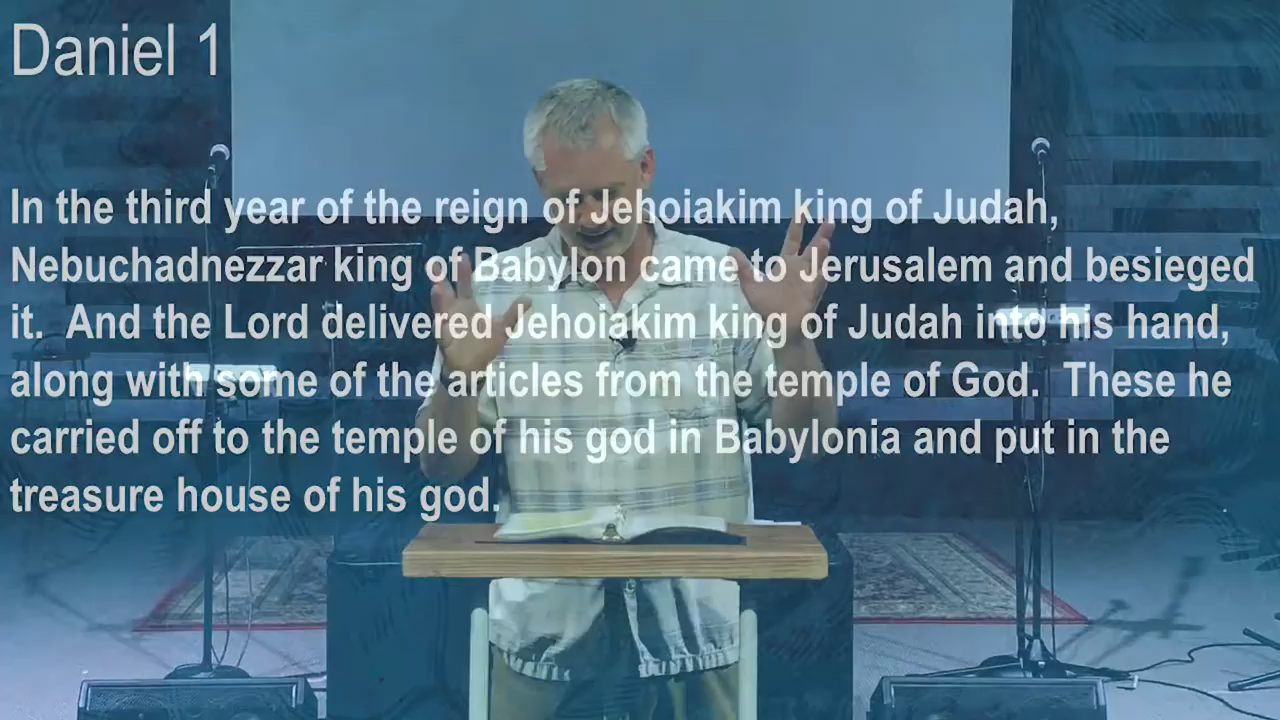 Daniel 1
In the third year of the reign of Jehoiakim king of Judah,
Nebuchadnezzar king of Babylon came to Jerusalem and besieged
it.  And the Lord delivered Jehoiakim king of Judah into his hand,
along with some of the articles from the temple of God.  These he
carried off to the temple of his god in Babylonia and put in the
treasure house of his god.